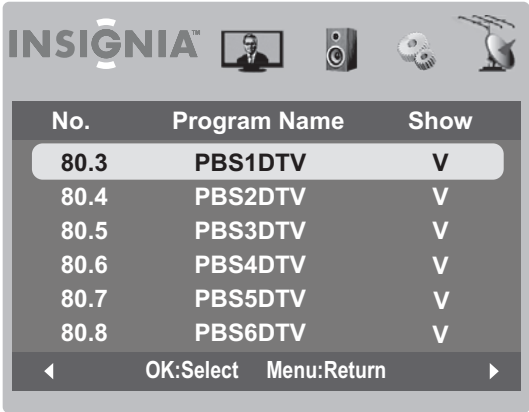 INSIGNIA™
No. Program Name Show
80.3 PBS1DTV V
80.4 PBS2DTV V
80.5 PBS3DTV V
80.6 PBS4DTV V
80.7 PBS5DTV V
80.8 PBS6DTV V
OK:Select Menu:Return